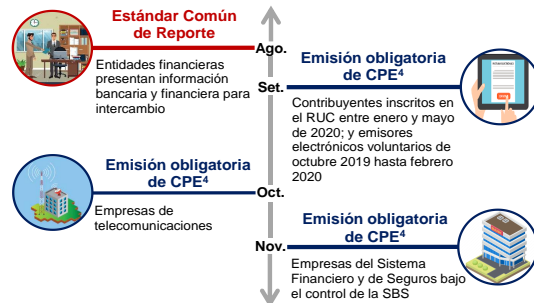 Estándar Común
de Reporte
Ago.
Entidades financieras
presentan información
bancaria y financiera para
intercambio
Emisión obligatoria
de CPE⁴
Set.
Contribuyentes inscritos en
el RUC entre enero y mayo
de 2020; y emisores
electrónicos voluntarios de
octubre 2019 hasta febrero
2020
Emisión obligatoria
de CPE⁴
Oct.
Empresas de
telecomunicaciones
Emisión obligatoria
de CPE⁴
Nov.
Empresas del Sistema
Financiero y de Seguros bajo
el control de la SBS